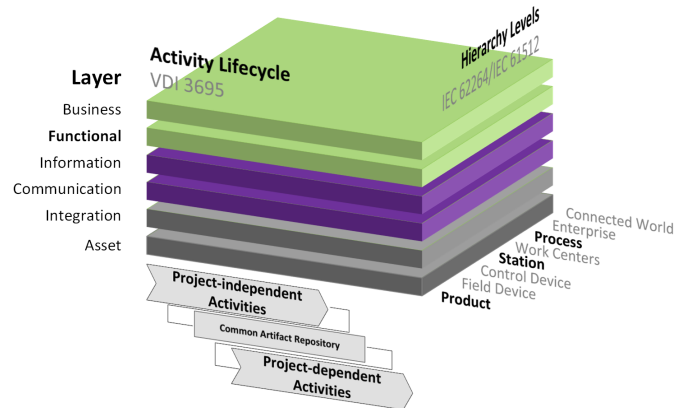 Activity Lifecycle
VDI 3695
Hierarchy Levels
IEC 62264/IEC 61512
Layer
Business
Functional
Information
Communication
Integration
Asset
Connected World
Enterprise
Process
Work Centers
Station
Control Device
Field Device
Product
Project-independent
Activities
Common Artifact Repository
Project-dependent
Activities